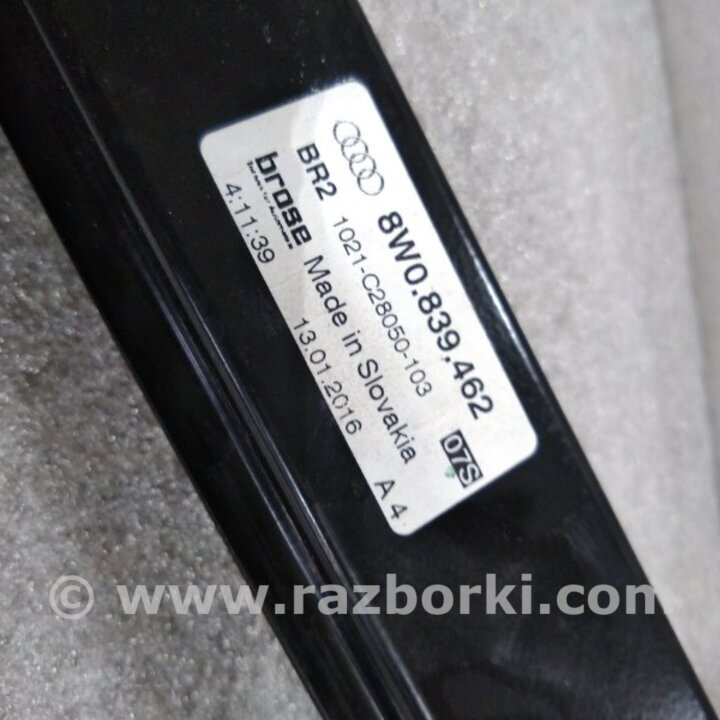 8W0.839.462
BR2 1021-C28050-103 07S
brose Made in Slovakia
4:11:39 13.01.2016 A4
© www.razborki.com